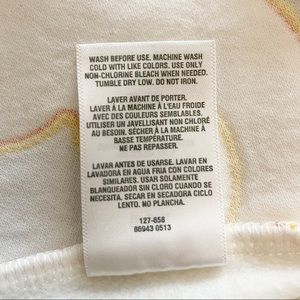 WASH BEFORE USE. MACHINE WASH
COLD WITH LIKE COLORS. USE ONLY
NON-CHLORINE BLEACH WHEN NEEDED.
TUMBLE DRY LOW. DO NOT IRON.
LAVER AVANT DE PORTER.
LAVER À LA MACHINE À L'EAU FROIDE
AVEC DES COULEURS SEMBLABLES.
UTILISER UN JAVELLISANT NON CHLORÉ
AU BESOIN. SÉCHER À LA MACHINE À
BASSE TEMPÉRATURE.
NE PAS REPASSER.
LAVAR ANTES DE USARSE. LAVAR EN
LAVADORA EN AGUA FRIA CON COLORES
SIMILARES. USAR SOLAMENTE
BLANQUEADOR SIN CLORO CUANDO SE
NECESITA, SECAR EN SECADORA CICLO
LENTO. NO PLANCHA.
127-658
66943 0513